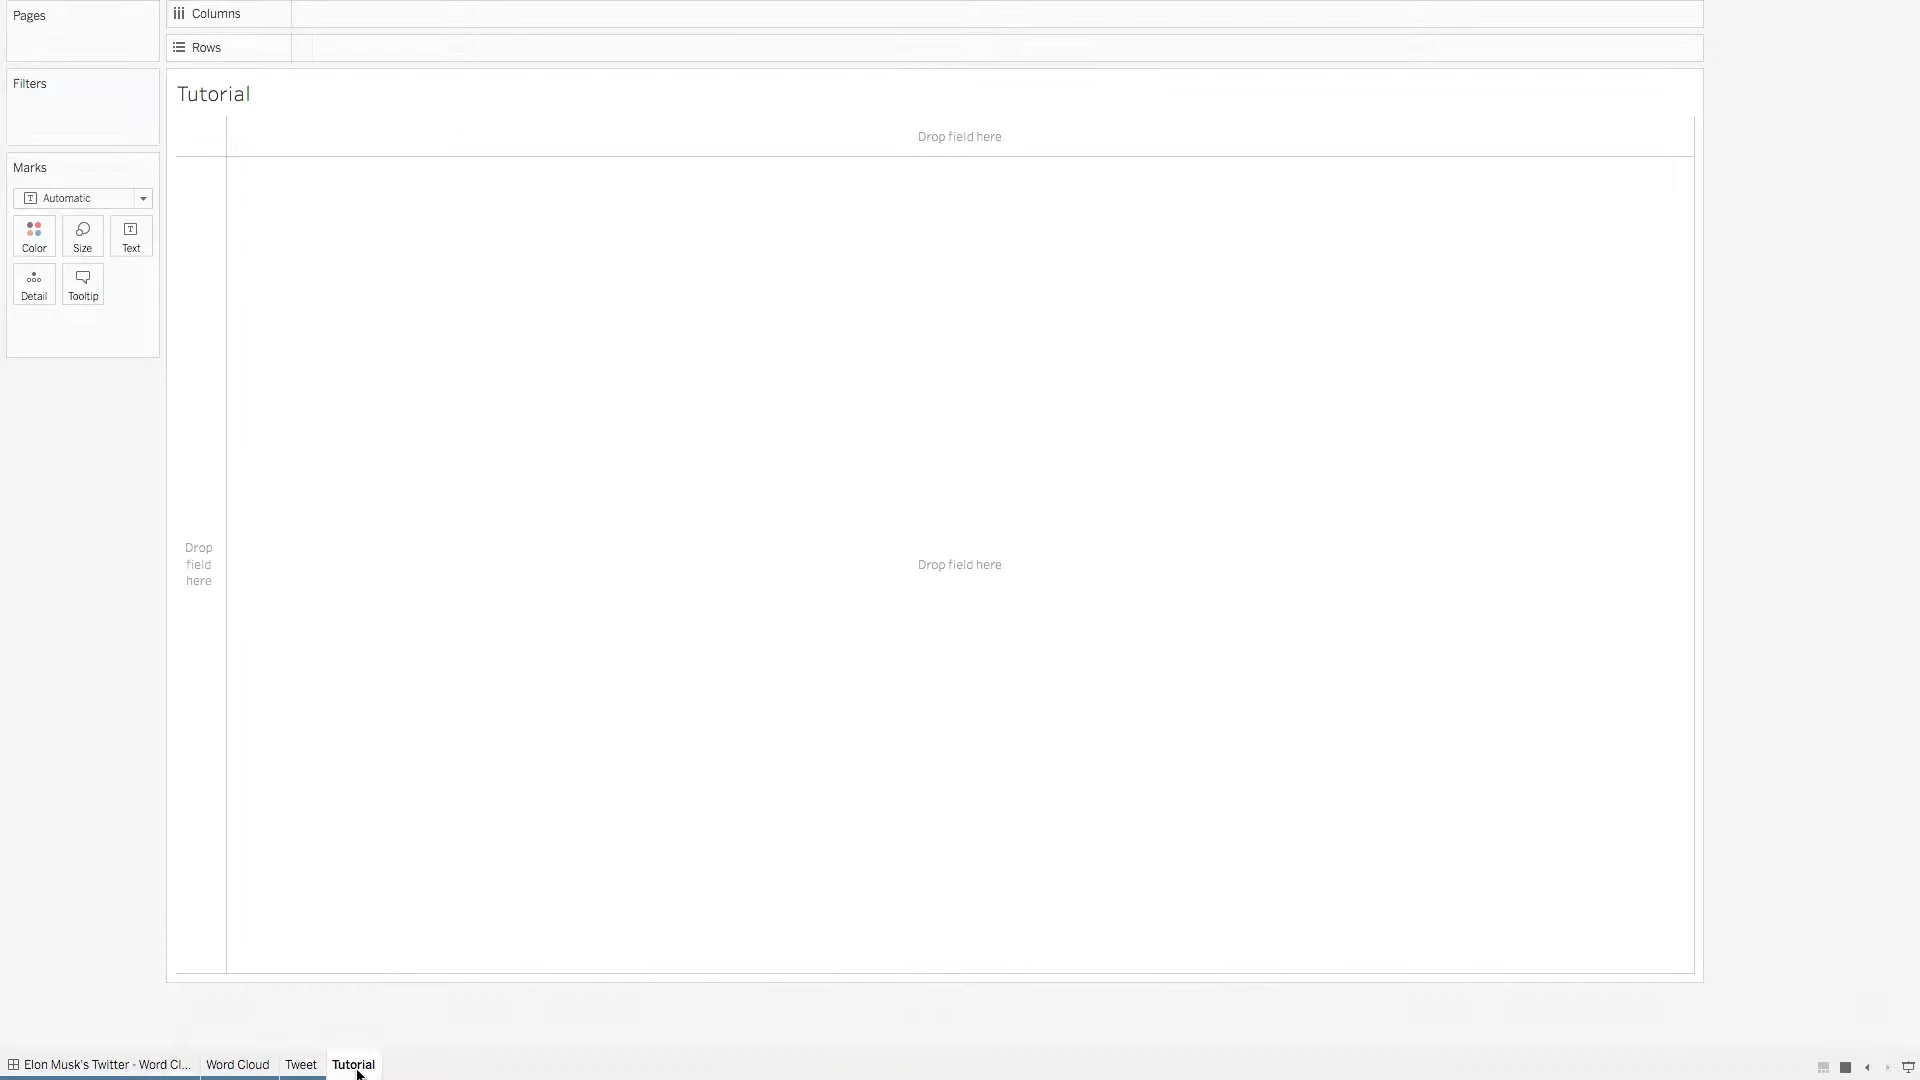 Pages
Columns
Rows
Filters
Tutorial
Drop field here
Marks
Automatic
Color
Size
Text
Detail
Tooltip
Drop
field
here
Drop field here
Elon Musk's Twitter - Word Cl...
Word Cloud
Tweet
Tutorial